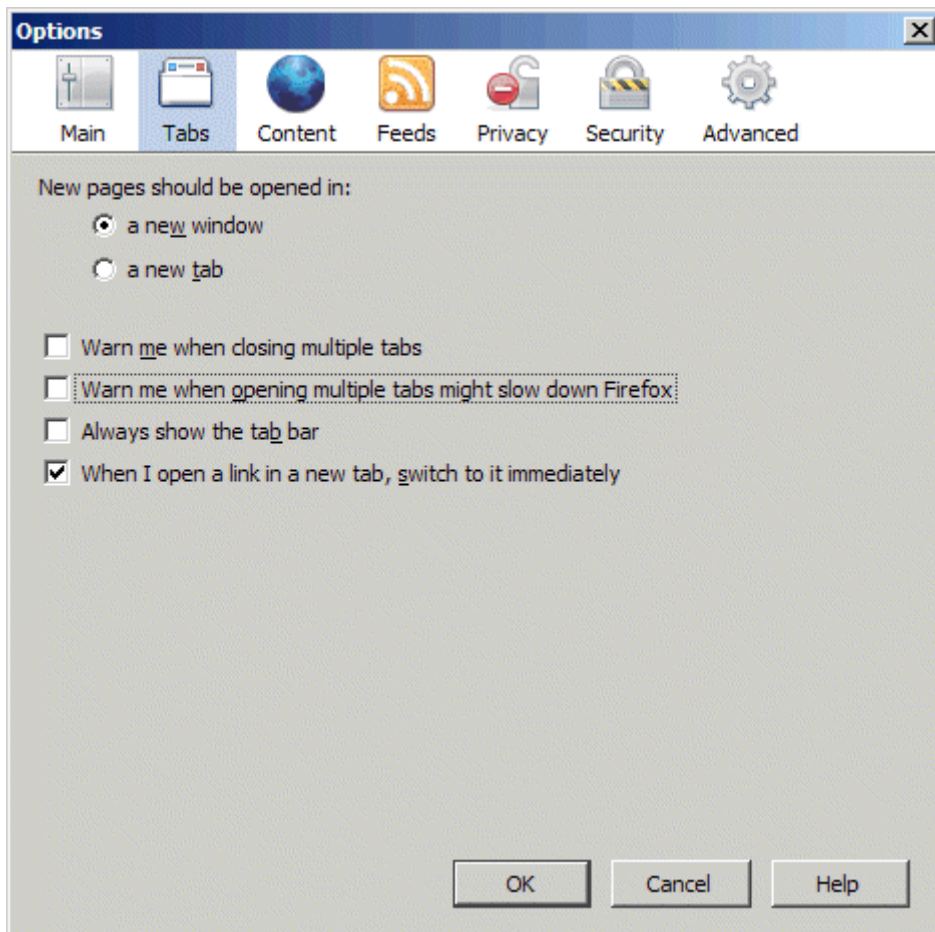 Options
Main Tabs Content Feeds Privacy Security Advanced
New pages should be opened in:
a new window
a new tab
Warn me when closing multiple tabs
Warn me when opening multiple tabs might slow down Firefox
Always show the tab bar
When I open a link in a new tab, switch to it immediately
OK Cancel Help